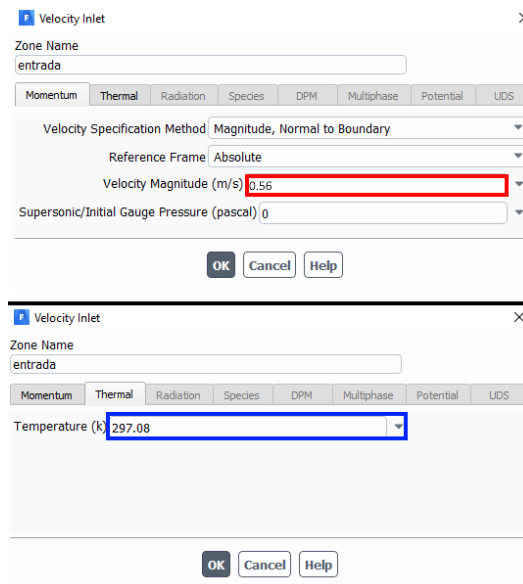 Velocity Inlet
Zone Name
entrada
Momentum Thermal Radiation Species DPM Multiphase Potential UDS
Velocity Specification Method Magnitude, Normal to Boundary
Reference Frame Absolute
Velocity Magnitude (m/s) 0.56
Supersonic/Initial Gauge Pressure (pascal) 0
OK Cancel Help
Velocity Inlet
Zone Name
entrada
Momentum Thermal Radiation Species DPM Multiphase Potential UDS
Temperature (k) 297.08
OK Cancel Help